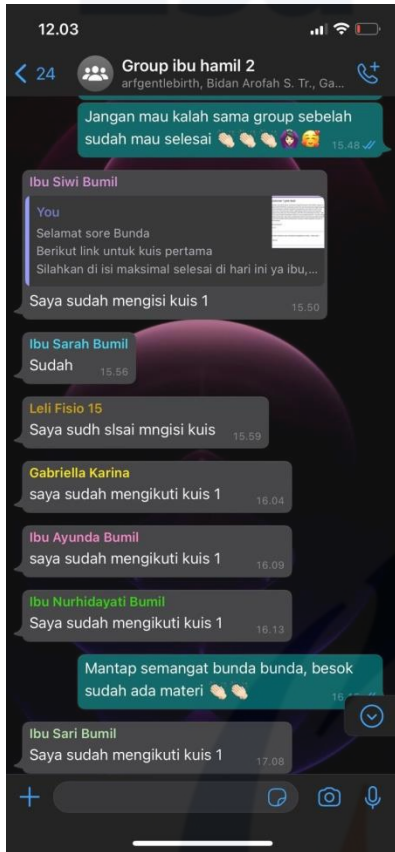 12.03
24
Group ibu hamil 2
arfgentlebirth, Bidan Arofah S. Tr., Ga...
Jangan mau kalah sama group sebelah
sudah mau selesai 👏🏻👏🏻👏🏻🙆🏻‍♀️🥰
15.48
Ibu Siwi Bumil
You
Selamat sore Bunda
Berikut link untuk kuis pertama
Silahkan di isi maksimal selesai di hari ini ya ibu,...
Saya sudah mengisi kuis 1
15.50
Ibu Sarah Bumil
Sudah
15.56
Leli Fisio 15
Saya sudh slsai mngisi kuis
15.59
Gabriella Karina
saya sudah mengikuti kuis 1
16.04
Ibu Ayunda Bumil
saya sudah mengikuti kuis 1
16.09
Ibu Nurhidayati Bumil
Saya sudah mengikuti kuis 1
16.13
Mantap semangat bunda bunda, besok
sudah ada materi 👏🏻👏🏻
Ibu Sari Bumil
Saya sudah mengikuti kuis 1
17.08